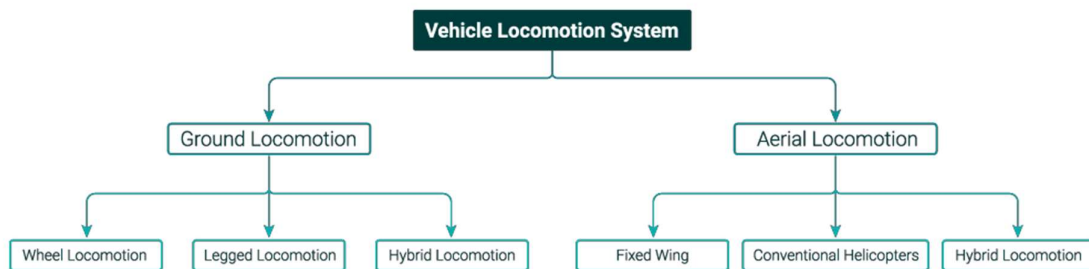 Vehicle Locomotion System
Ground Locomotion
Aerial Locomotion
Wheel Locomotion
Legged Locomotion
Hybrid Locomotion
Fixed Wing
Conventional Helicopters
Hybrid Locomotion